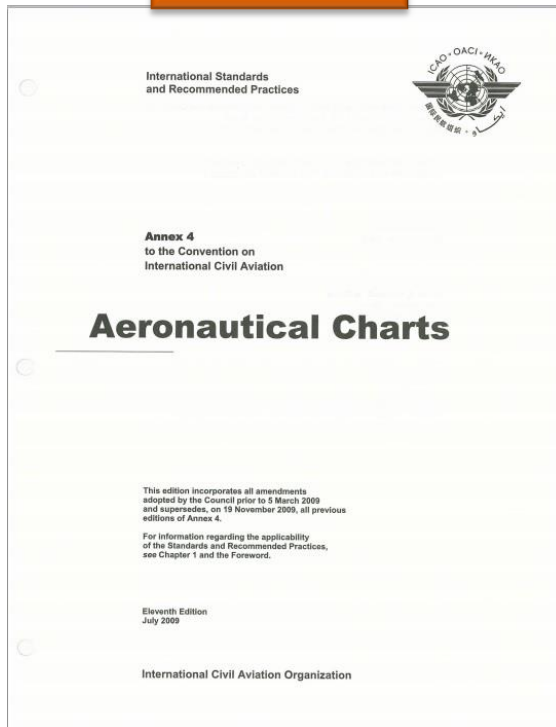 International Standards
and Recommended Practices
ICAO · OACI · ИКАО
Annex 4
to the Convention on
International Civil Aviation
Aeronautical Charts
This edition incorporates all amendments
adopted by the Council prior to 5 March 2009
and supersedes, on 19 November 2009, all previous
editions of Annex 4.
For information regarding the applicability
of the Standards and Recommended Practices,
see Chapter 1 and the Foreword.
Eleventh Edition
July 2009
International Civil Aviation Organization